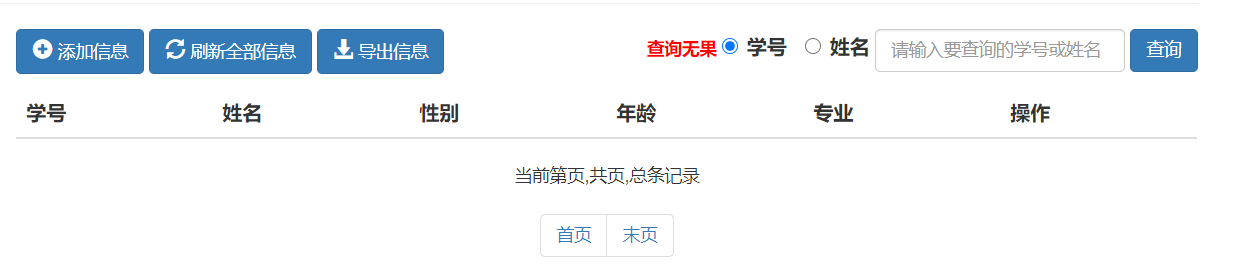 添加信息 刷新全部信息 导出信息 查询无果 学号 姓名 请输入要查询的学号或姓名 查询
学号 姓名 性别 年龄 专业 操作
当前第页,共页,总条记录
首页 末页